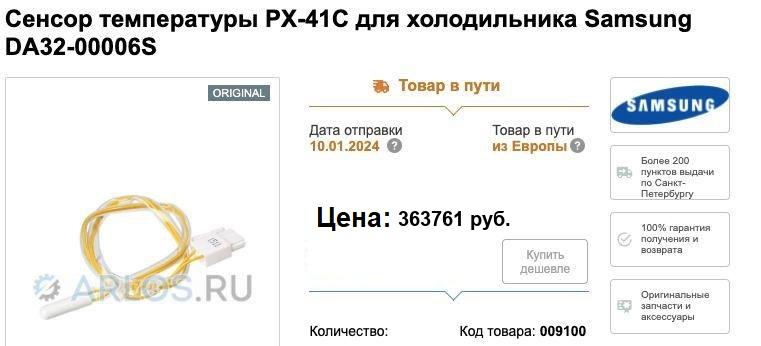 Сенсор температуры PX-41C для холодильника Samsung
DA32-00006S
ORIGINAL
Товар в пути
Дата отправки
10.01.2024 ?
Товар в пути
из Европы ?
Цена: 363761 руб.
Купить
дешевле
Количество:
Код товара: 009100
SAMSUNG
Более 200
пунктов выдачи
по Санкт-
Петербургу
100% гарантия
получения и
возврата
Оригинальные
запчасти и
аксессуары
ARLOS.RU